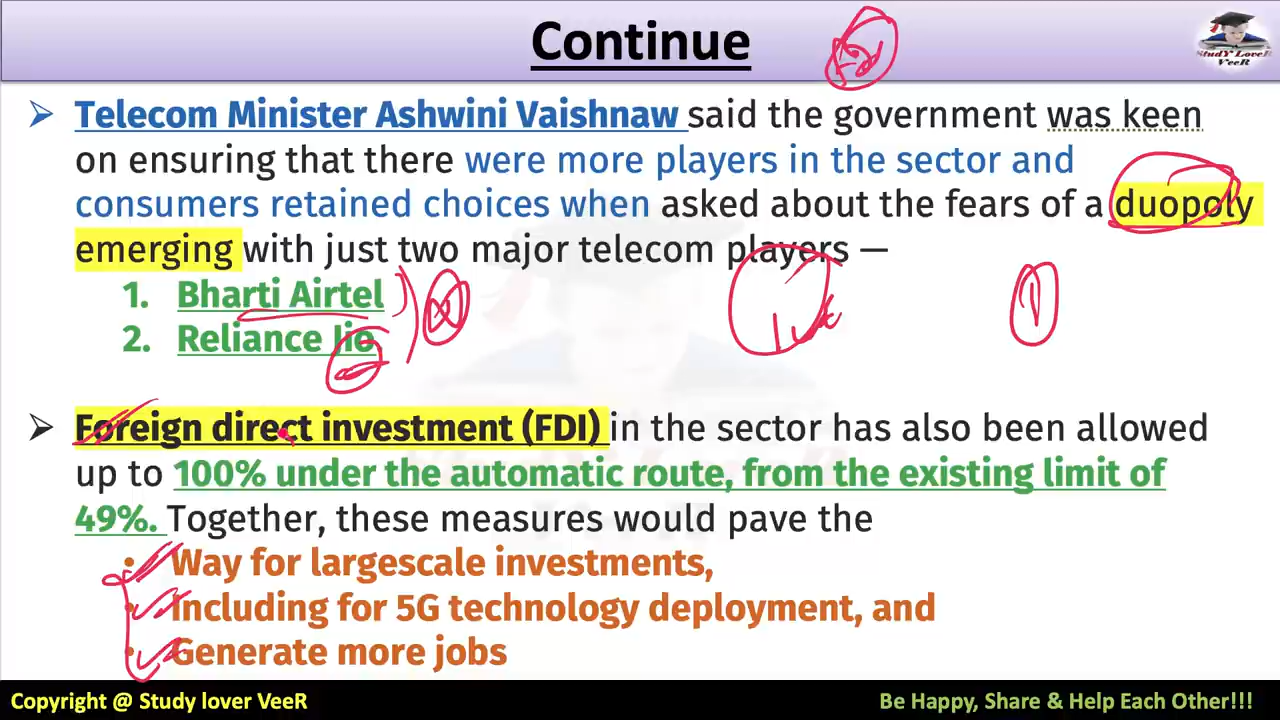 Continue
StudY LoveR
VeeR
➢ Telecom Minister Ashwini Vaishnaw said the government was keen
on ensuring that there were more players in the sector and
consumers retained choices when asked about the fears of a duopoly
emerging with just two major telecom players —
1. Bharti Airtel
2. Reliance Jio.
➢ Foreign direct investment (FDI) in the sector has also been allowed
up to 100% under the automatic route, from the existing limit of
49%. Together, these measures would pave the
• Way for largescale investments,
• Including for 5G technology deployment, and
• Generate more jobs
Copyright @ Study lover VeeR
Be Happy, Share & Help Each Other!!!